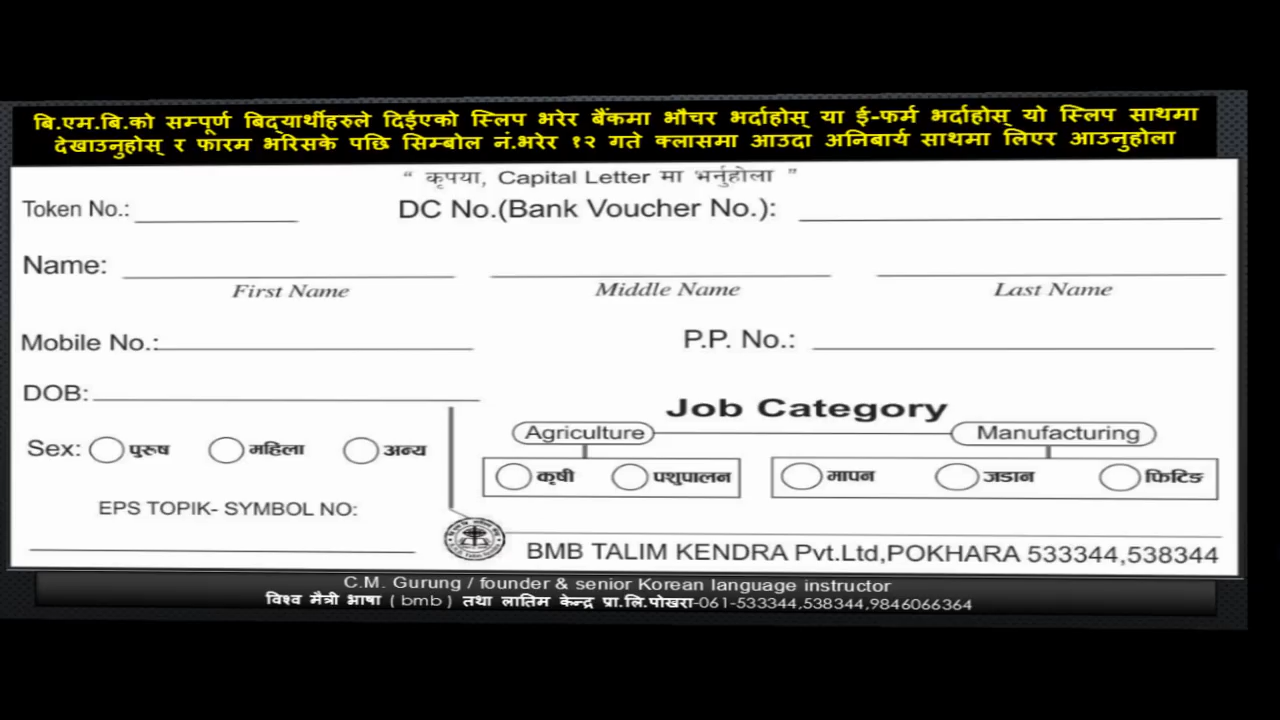 बि.एम.बि.को सम्पूर्ण बिद्यार्थीहरुले दिईएको स्लिप भरेर बैंकमा भौचर भर्दाहोस् या ई-फर्म भर्दाहोस् यो स्लिप साथमा
देखाउनुहोस् र फारम भरिसके पछि सिम्बोल नं.भरेर १२ गते क्लासमा आउदा अनिबार्य साथमा लिएर आउनुहोला
“ कृपया, Capital Letter मा भर्नुहोला ”
Token No.: DC No.(Bank Voucher No.):
Name:
First Name Middle Name Last Name
Mobile No.: P.P. No.:
DOB:
Job Category
Agriculture Manufacturing
Sex: पुरुष महिला अन्य
कृषी पशुपालन मापन जडान फिटिङ
EPS TOPIK- SYMBOL NO:
BMB TALIM KENDRA Pvt.Ltd,POKHARA 533344,538344
C.M. Gurung / founder & senior Korean language instructor
विश्व मैत्री भाषा ( bmb ) तथा लातिम केन्द्र प्रा.लि.पोखरा-061-533344,538344,9846066364